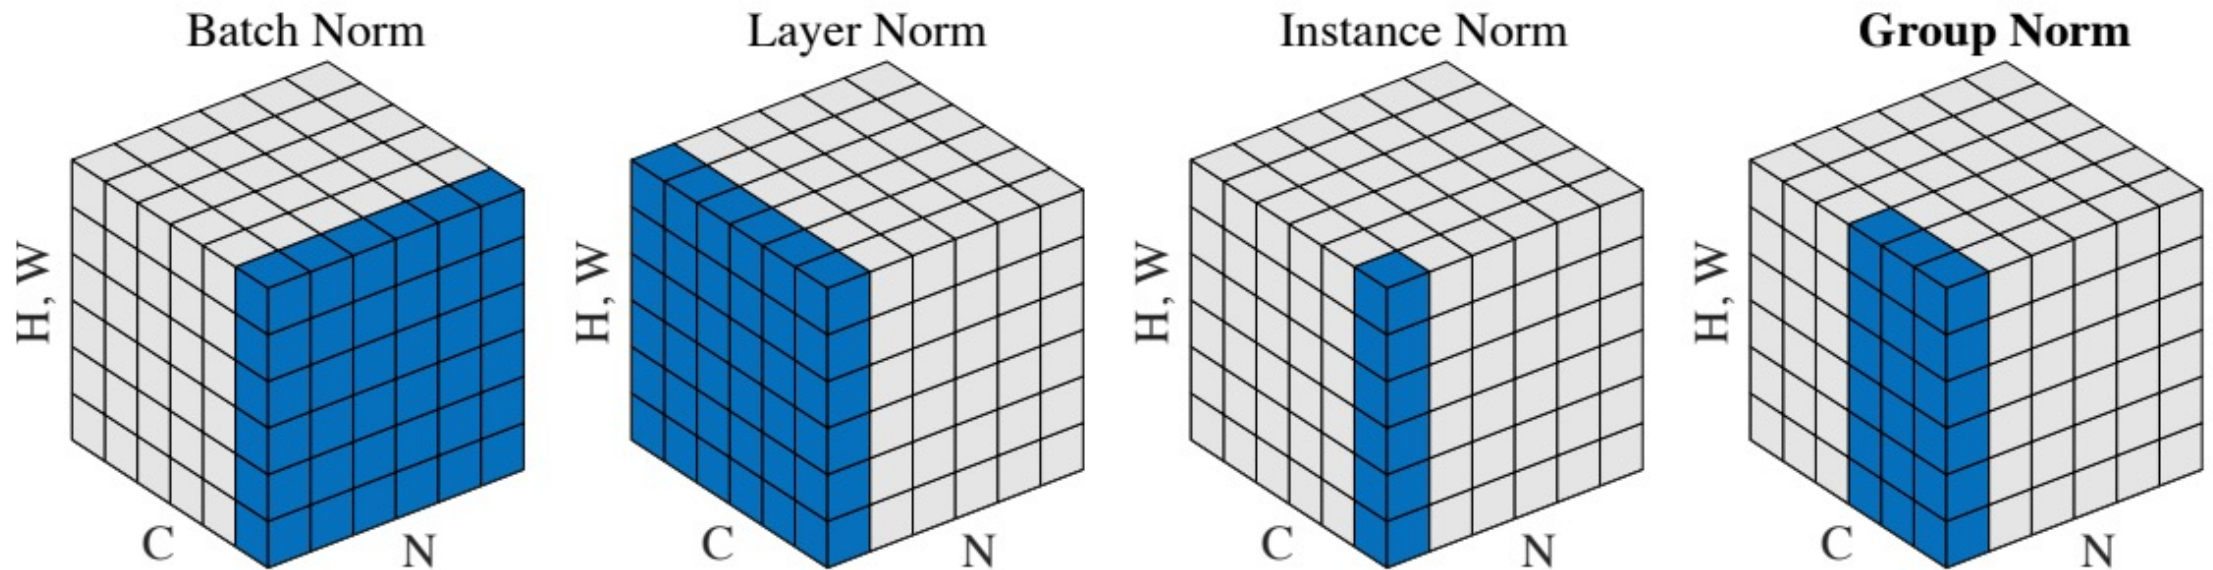 Batch Norm
H, W
C
N
Layer Norm
H, W
C
N
Instance Norm
H, W
C
N
Group Norm
H, W
C
N